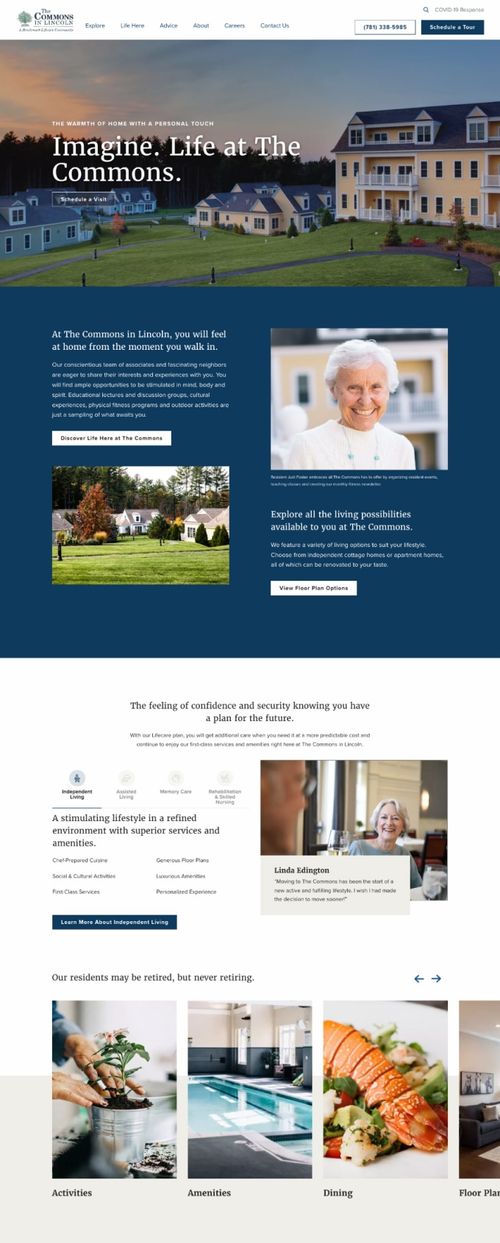 The
COMMONS
IN LINCOLN
A Benchmark Lifecare Community
COVID-19 Response
Explore
Life Here
Advice
About
Careers
Contact Us
(781) 338-5985
Schedule a Tour
THE WARMTH OF HOME WITH A PERSONAL TOUCH
Imagine. Life at The
Commons.
Schedule a Visit
At The Commons in Lincoln, you will feel
at home from the moment you walk in.
Our conscientious team of associates and fascinating neighbors
are eager to share their interests and experiences with you. You
will find ample opportunities to be stimulated in mind, body and
spirit. Educational lectures and discussion groups, cultural
experiences, physical fitness programs and outdoor activities are
just a sampling of what awaits you.
Discover Life Here at The Commons
Resident Judi Foster embraces all The Commons has to offer by organizing resident events,
teaching classes and creating our monthly fitness newsletter.
Explore all the living possibilities
available to you at The Commons.
We feature a variety of living options to suit your lifestyle.
Choose from independent cottage homes or apartment homes,
all of which can be renovated to your taste.
View Floor Plan Options
The feeling of confidence and security knowing you have
a plan for the future.
With our Lifecare plan, you will get additional care when you need it at a more predictable cost and
continue to enjoy our first-class services and amenities right here at The Commons in Lincoln.
Independent
Living
Assisted
Living
Memory Care
Rehabilitation
& Skilled
Nursing
A stimulating lifestyle in a refined
environment with superior services and
amenities.
Chef-Prepared Cuisine
Generous Floor Plans
Social & Cultural Activities
Luxurious Amenities
First Class Services
Personalized Experience
Learn More About Independent Living
Linda Edington
"Moving to The Commons has been the start of a
new active and fulfilling lifestyle. I wish I had made
the decision to move sooner!"
Our residents may be retired, but never retiring.
Activities
Amenities
Dining
Floor Plan